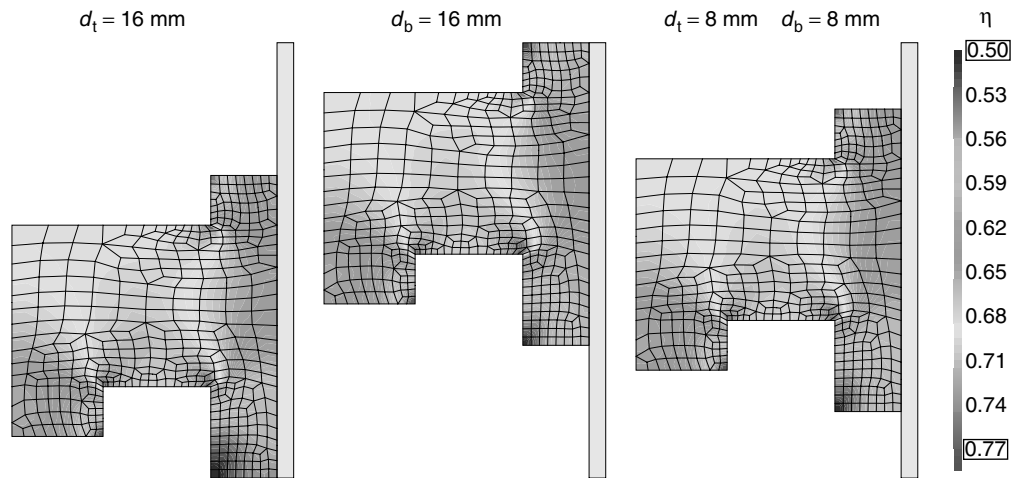 dt = 16 mm
db = 16 mm
dt = 8 mm db = 8 mm
η
0.50
0.53
0.56
0.59
0.62
0.65
0.68
0.71
0.74
0.77